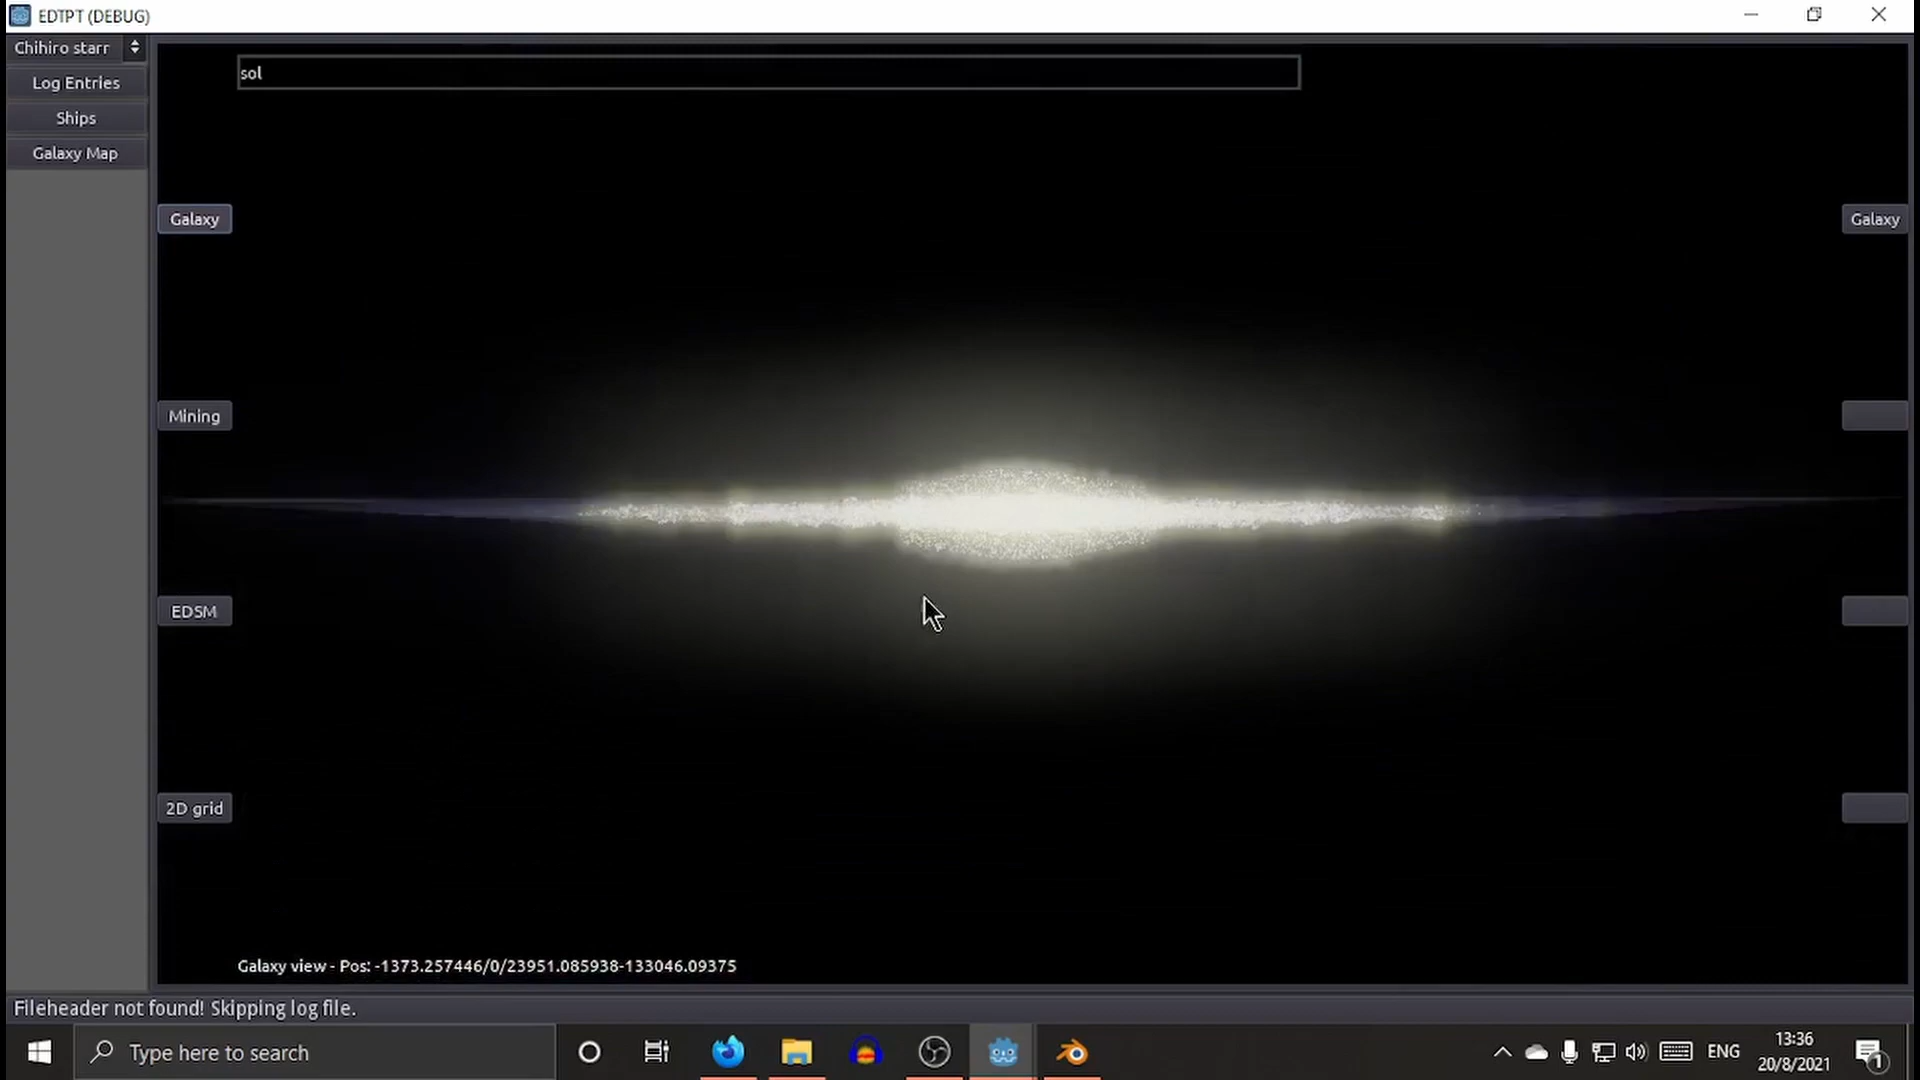 EDTPT (DEBUG)
Chihiro starr
Log Entries
Ships
Galaxy Map
sol
Galaxy
Galaxy
Mining
EDSM
2D grid
Galaxy view - Pos: -1373.257446/0/23951.085938-133046.09375
Fileheader not found! Skipping log file.
Type here to search
ENG
13:36
20/8/2021
1